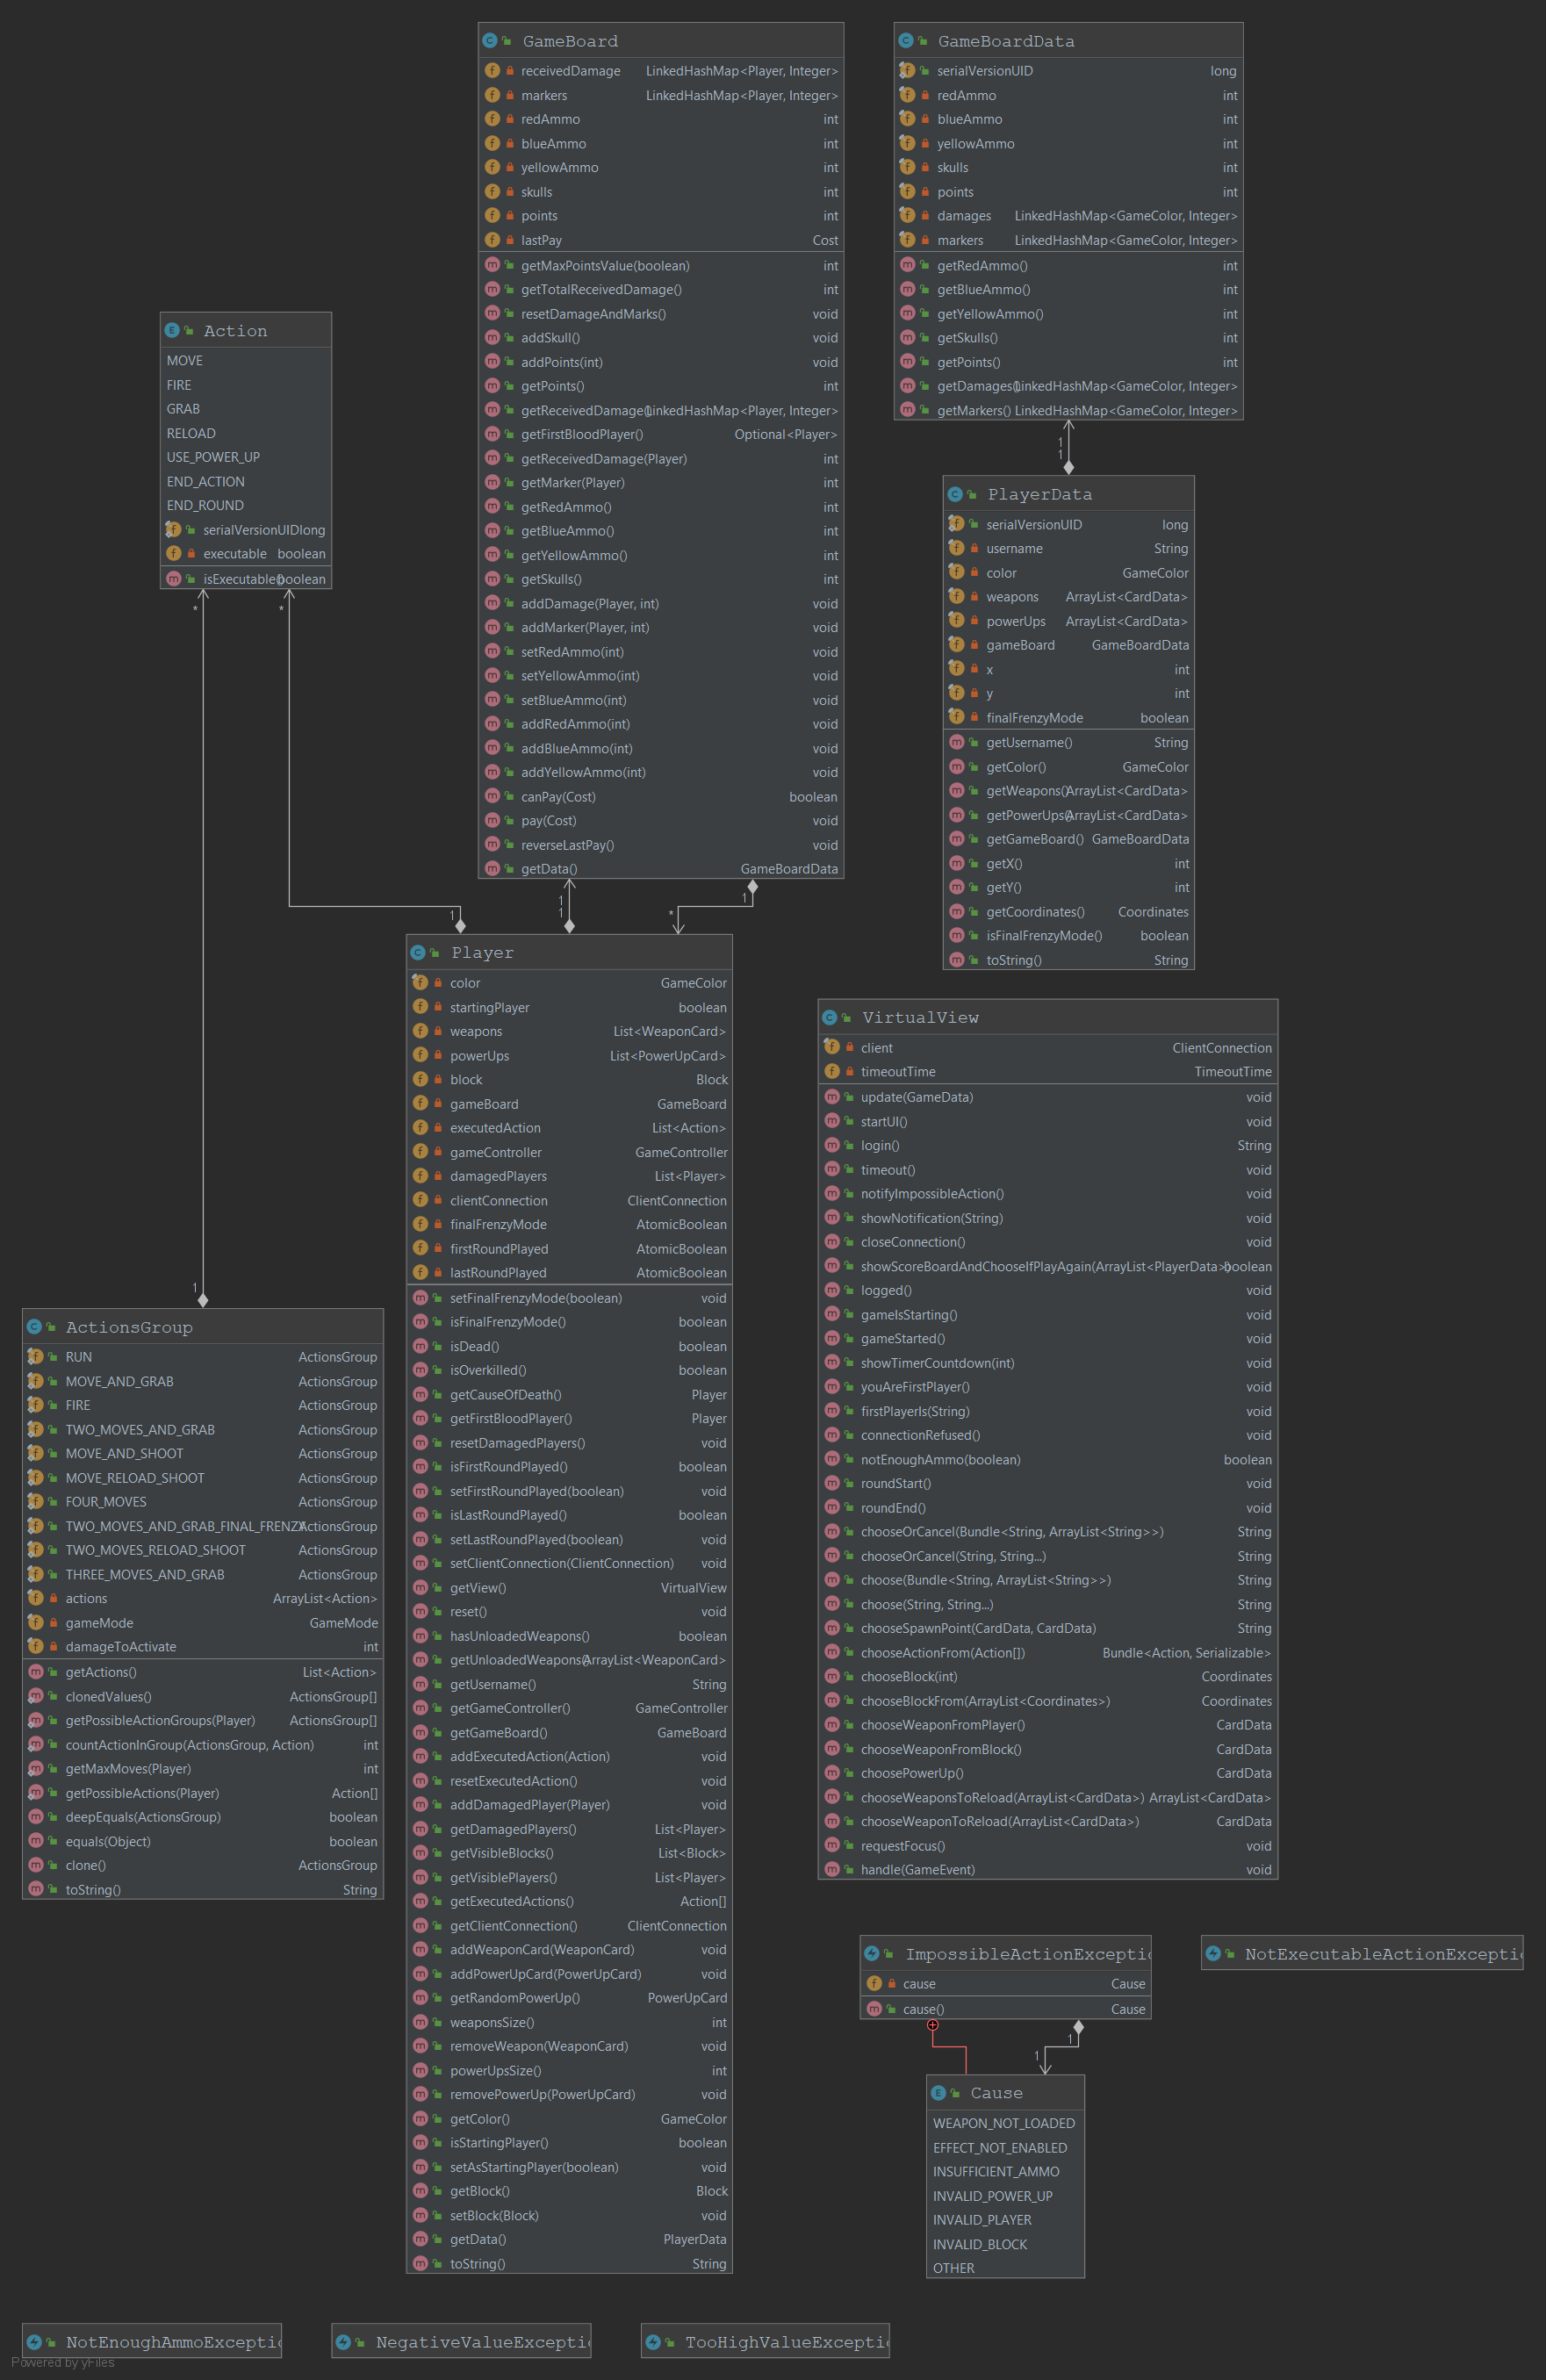 GameBoard
receivedDamage LinkedHashMap<Player, Integer>
markers LinkedHashMap<Player, Integer>
redAmmo int
blueAmmo int
yellowAmmo int
skulls int
points int
lastPay Cost
getMaxPointsValue(boolean) int
getTotalReceivedDamage() int
resetDamageAndMarks() void
addSkull() void
addPoints(int) void
getPoints() int
getReceivedDamage() LinkedHashMap<Player, Integer>
getFirstBloodPlayer() Optional<Player>
getReceivedDamage(Player) int
getMarker(Player) int
getRedAmmo() int
getBlueAmmo() int
getYellowAmmo() int
getSkulls() int
addDamage(Player, int) void
addMarker(Player, int) void
setRedAmmo(int) void
setYellowAmmo(int) void
setBlueAmmo(int) void
addRedAmmo(int) void
addBlueAmmo(int) void
addYellowAmmo(int) void
canPay(Cost) boolean
pay(Cost) void
reverseLastPay() void
getData() GameBoardData
GameBoardData
serialVersionUID long
redAmmo int
blueAmmo int
yellowAmmo int
skulls int
points int
damages LinkedHashMap<GameColor, Integer>
markers LinkedHashMap<GameColor, Integer>
getRedAmmo() int
getBlueAmmo() int
getYellowAmmo() int
getSkulls() int
getPoints() int
getDamages() LinkedHashMap<GameColor, Integer>
getMarkers() LinkedHashMap<GameColor, Integer>
1
1
Action
MOVE
FIRE
GRAB
RELOAD
USE_POWER_UP
END_ACTION
END_ROUND
serialVersionUID long
executable boolean
isExecutable() boolean
* *
PlayerData
serialVersionUID long
username String
color GameColor
weapons ArrayList<CardData>
powerUps ArrayList<CardData>
gameBoard GameBoardData
x int
y int
finalFrenzyMode boolean
getUsername() String
getColor() GameColor
getWeapons() ArrayList<CardData>
getPowerUps() ArrayList<CardData>
getGameBoard() GameBoardData
getX() int
getY() int
getCoordinates() Coordinates
isFinalFrenzyMode() boolean
toString() String
1 1 1
1 *
Player
color GameColor
startingPlayer boolean
weapons List<WeaponCard>
powerUps List<PowerUpCard>
block Block
gameBoard GameBoard
executedAction List<Action>
gameController GameController
damagedPlayers List<Player>
clientConnection ClientConnection
finalFrenzyMode AtomicBoolean
firstRoundPlayed AtomicBoolean
lastRoundPlayed AtomicBoolean
setFinalFrenzyMode(boolean) void
isFinalFrenzyMode() boolean
isDead() boolean
isOverkilled() boolean
getCauseOfDeath() Player
getFirstBloodPlayer() Player
resetDamagedPlayers() void
isFirstRoundPlayed() boolean
setFirstRoundPlayed(boolean) void
isLastRoundPlayed() boolean
setLastRoundPlayed(boolean) void
setClientConnection(ClientConnection) void
getView() VirtualView
reset() void
hasUnloadedWeapons() boolean
getUnloadedWeapons() ArrayList<WeaponCard>
getUsername() String
getGameController() GameController
getGameBoard() GameBoard
addExecutedAction(Action) void
resetExecutedAction() void
addDamagedPlayer(Player) void
getDamagedPlayers() List<Player>
getVisibleBlocks() List<Block>
getVisiblePlayers() List<Player>
getExecutedActions() Action[]
getClientConnection() ClientConnection
addWeaponCard(WeaponCard) void
addPowerUpCard(PowerUpCard) void
getRandomPowerUp() PowerUpCard
weaponsSize() int
removeWeapon(WeaponCard) void
powerUpsSize() int
removePowerUp(PowerUpCard) void
getColor() GameColor
isStartingPlayer() boolean
setAsStartingPlayer(boolean) void
getBlock() Block
setBlock(Block) void
getData() PlayerData
toString() String
VirtualView
client ClientConnection
timeoutTime TimeoutTime
update(GameData) void
startUI() void
login() String
timeout() void
notifyImpossibleAction() void
showNotification(String) void
closeConnection() void
showScoreBoardAndChooseIfPlayAgain(ArrayList<PlayerData>) boolean
logged() void
gameIsStarting() void
gameStarted() void
showTimerCountdown(int) void
youAreFirstPlayer() void
firstPlayerIs(String) void
connectionRefused() void
notEnoughAmmo(boolean) boolean
roundStart() void
roundEnd() void
chooseOrCancel(Bundle<String, ArrayList<String>>) String
chooseOrCancel(String, String...) String
choose(Bundle<String, ArrayList<String>>) String
choose(String, String...) String
chooseSpawnPoint(CardData, CardData) String
chooseActionFrom(Action[]) Bundle<Action, Serializable>
chooseBlock(int) Coordinates
chooseBlockFrom(ArrayList<Coordinates>) Coordinates
chooseWeaponFromPlayer() CardData
chooseWeaponFromBlock() CardData
choosePowerUp() CardData
chooseWeaponsToReload(ArrayList<CardData>) ArrayList<CardData>
chooseWeaponToReload(ArrayList<CardData>) CardData
requestFocus() void
handle(GameEvent) void
1
ActionsGroup
RUN ActionsGroup
MOVE_AND_GRAB ActionsGroup
FIRE ActionsGroup
TWO_MOVES_AND_GRAB ActionsGroup
MOVE_AND_SHOOT ActionsGroup
MOVE_RELOAD_SHOOT ActionsGroup
FOUR_MOVES ActionsGroup
TWO_MOVES_AND_GRAB_FINAL_FRENZY ActionsGroup
TWO_MOVES_RELOAD_SHOOT ActionsGroup
THREE_MOVES_AND_GRAB ActionsGroup
actions ArrayList<Action>
gameMode GameMode
damageToActivate int
getActions() List<Action>
clonedValues() ActionsGroup[]
getPossibleActionGroups(Player) ActionsGroup[]
countActionInGroup(ActionsGroup, Action) int
getMaxMoves(Player) int
getPossibleActions(Player) Action[]
deepEquals(ActionsGroup) boolean
equals(Object) boolean
clone() ActionsGroup
toString() String
ImpossibleActionExceptio
cause Cause
cause() Cause
NotExecutableActionExceptio
1
1
Cause
WEAPON_NOT_LOADED
EFFECT_NOT_ENABLED
INSUFFICIENT_AMMO
INVALID_POWER_UP
INVALID_PLAYER
INVALID_BLOCK
OTHER
NotEnoughAmmoExceptio
NegativeValueExceptio
TooHighValueExceptio
Powered by yFiles